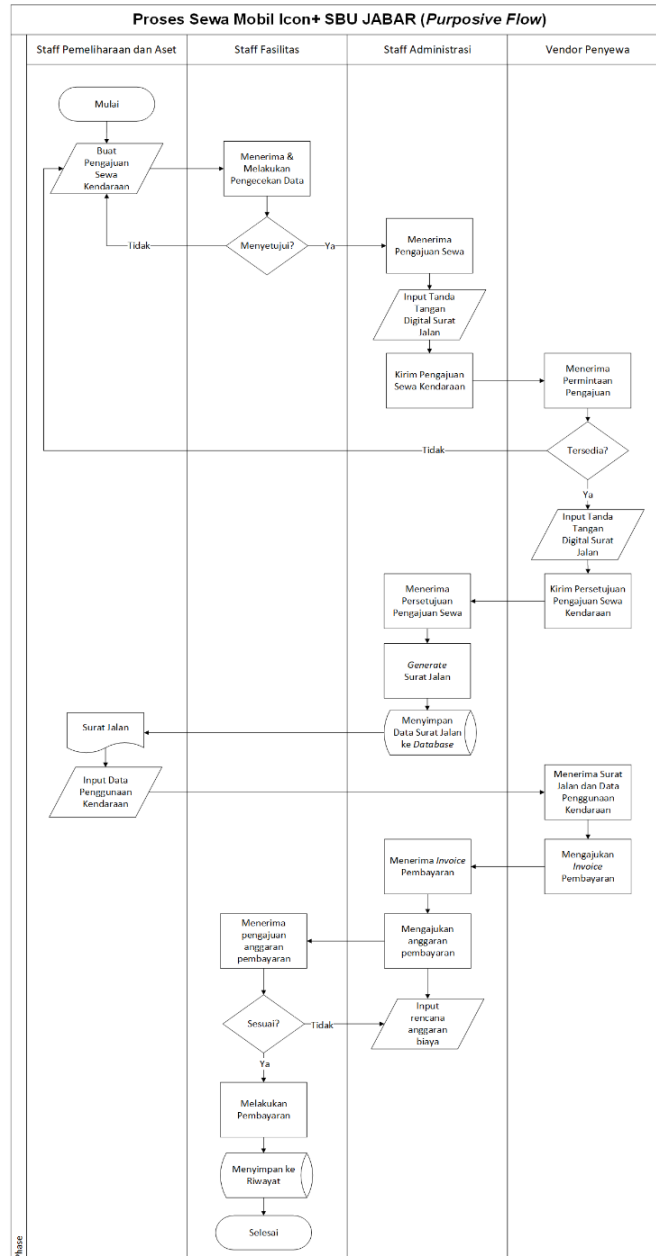 Proses Sewa Mobil Icon+ SBU JABAR (Purposive Flow)
Staff Pemeliharaan dan Aset
Staff Fasilitas
Staff Administrasi
Vendor Penyewa
Mulai
Buat
Pengajuan
Sewa
Kendaraan
Menerima &
Melakukan
Pengecekan Data
Tidak
Menyetujui?
Ya
Menerima
Pengajuan Sewa
Input Tanda
Tangan
Digital Surat
Jalan
Kirim Pengajuan
Sewa Kendaraan
Menerima
Permintaan
Pengajuan
Tidak
Tersedia?
Ya
Input Tanda
Tangan
Digital Surat
Jalan
Menerima
Persetujuan
Pengajuan Sewa
Kirim Persetujuan
Pengajuan Sewa
Kendaraan
Generate
Surat Jalan
Surat Jalan
Menyimpan
Data Surat Jalan
ke Database
Input Data
Penggunaan
Kendaraan
Menerima Surat
Jalan dan Data
Penggunaan
Kendaraan
Menerima Invoice
Pembayaran
Mengajukan
Invoice
Pembayaran
Menerima
pengajuan
anggaran
pembayaran
Mengajukan
anggaran
pembayaran
Sesuai?
Tidak
Input
rencana
anggaran
biaya
Ya
Melakukan
Pembayaran
Menyimpan ke
Riwayat
Selesai
Phase